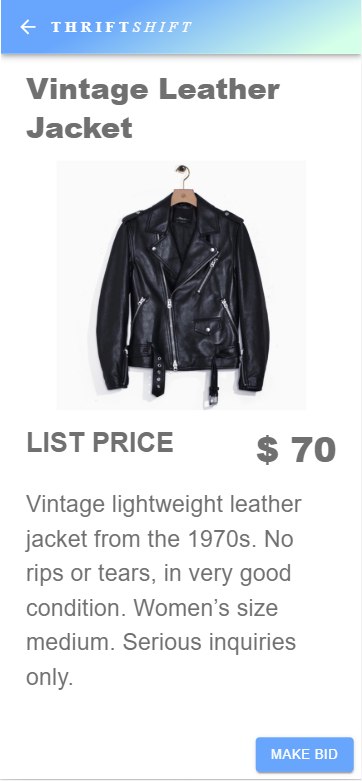 THRIFTSHIFT
Vintage Leather
Jacket
LIST PRICE
$ 70
Vintage lightweight leather
jacket from the 1970s. No
rips or tears, in very good
condition. Women’s size
medium. Serious inquiries
only.
MAKE BID